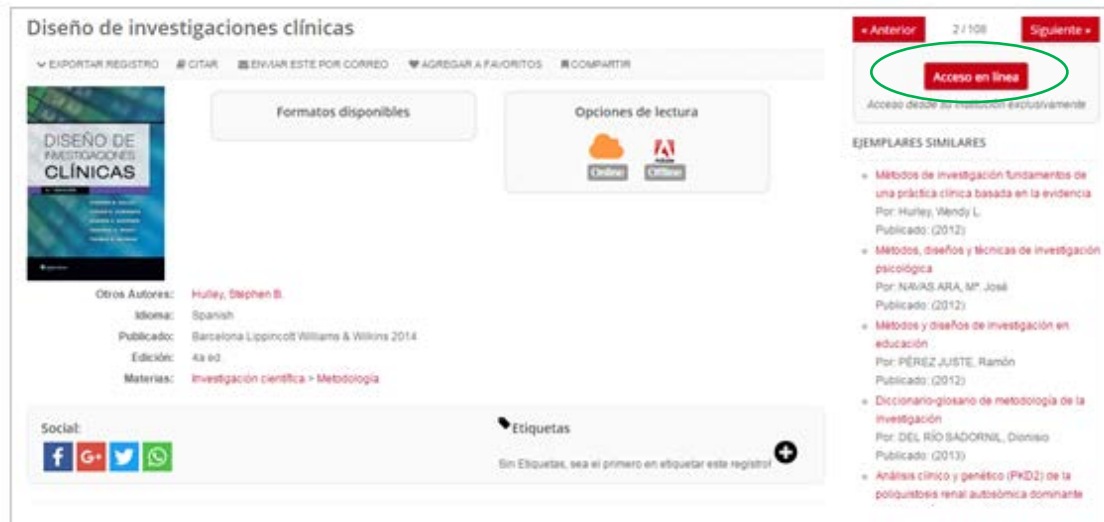 Diseño de investigaciones clínicas
EXPORTAR REGISTRO CITAR ENVIAR ESTE POR CORREO AGREGAR A FAVORITOS COMPARTIR
DISEÑO DE
INVESTIGACIONES
CLÍNICAS
Formatos disponibles
Opciones de lectura
Online Offline
Otros Autores: Hulley, Stephen B.
Idioma: Spanish
Publicado: Barcelona Lippincott Williams & Wilkins 2014
Edición: 4a ed
Materias: Investigación científica > Metodología
Social:
Etiquetas
Sin Etiquetas, sea el primero en etiquetar este registro!
« Anterior 2 / 108 Siguiente »
Acceso en línea
Acceso desde su institución exclusivamente
EJEMPLARES SIMILARES
Métodos de investigación fundamentos de
una práctica clínica basada en la evidencia
Por: Hurley, Wendy L.
Publicado: (2012)
Métodos, diseños y técnicas de investigación
psicológica
Por: NAVAS ARA, Mª José
Publicado: (2012)
Métodos y diseños de investigación en
educación
Por: PÉREZ JUSTE, Ramón
Publicado: (2012)
Diccionario-glosario de metodología de la
investigación
Por: DEL RÍO SADORNIL, Dionisio
Publicado: (2013)
Análisis clínico y genético (PKD2) de la
poliquistosis renal autosómica dominante